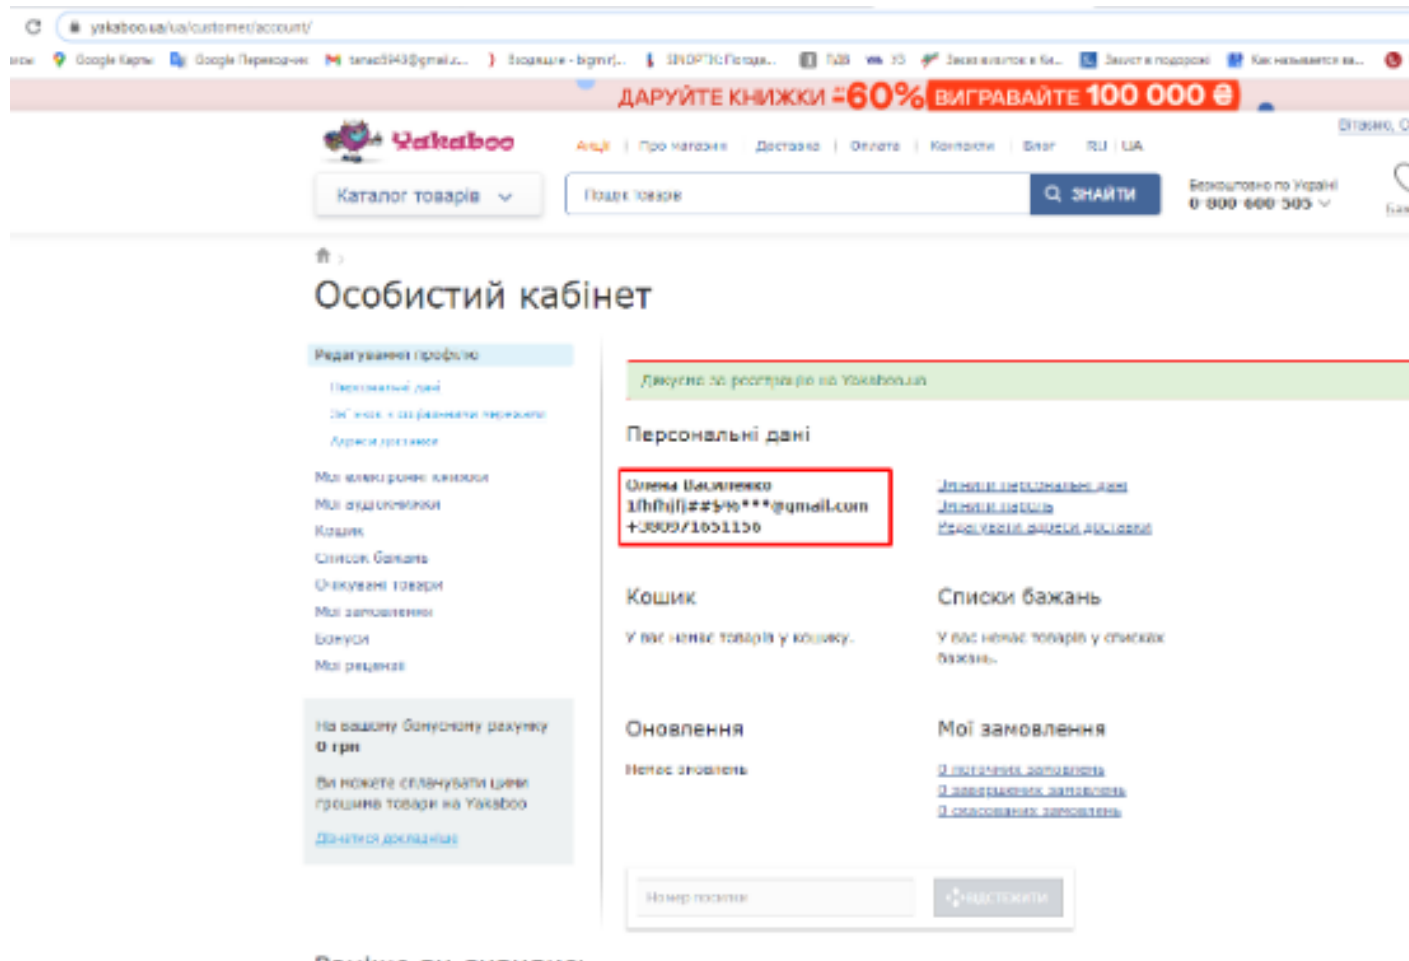 yakaboo.ua/ua/customer/account/
Google Карты
Google Переводчик
ДАРУЙТЕ КНИЖКИ
60% ВИГРАВАЙТЕ 100 000 ₴
Yakaboo
Акції | Про магазин | Доставка | Оплата | Контакти | Блог RU | UA
Каталог товарів
Пошук товарів
ЗНАЙТИ
Безкоштовно по Україні
0-800-600-505
Особистий кабінет
Редагування профілю
Персональні дані
Адреси доставки
Мої електронні книжки
Мої аудіокнижки
Кошик
Список бажань
Очікувані товари
Мої замовлення
Бонуси
Мої рецензії
На вашому бонусному рахунку
0 грн
Ви можете сплачувати цими
грошима товари на Yakaboo
Дізнатися докладніше
Дякуємо за реєстрацію на Yakaboo.ua
Персональні дані
Олена Василенко
+380971651156
Змінити персональні дані
Змінити пароль
Редагувати адреси доставки
Кошик
У вас немає товарів у кошику.
Списки бажань
У вас немає товарів у списках
бажань.
Оновлення
Немає оновлень
Мої замовлення
0 поточних замовлень
0 завершених замовлень
0 скасованих замовлень
Номер посилки
ВІДСТЕЖИТИ